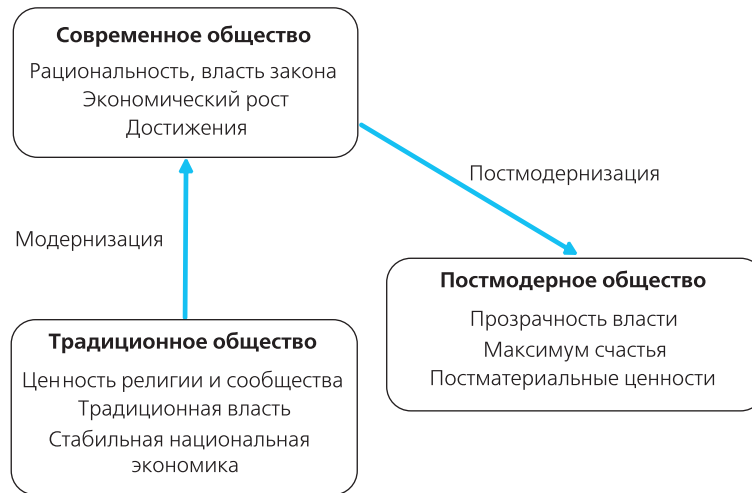 Современное общество
Рациональность, власть закона
Экономический рост
Достижения
Постмодернизация
Модернизация
Постмодерное общество
Прозрачность власти
Максимум счастья
Постматериальные ценности
Традиционное общество
Ценность религии и сообщества
Традиционная власть
Стабильная национальная
экономика